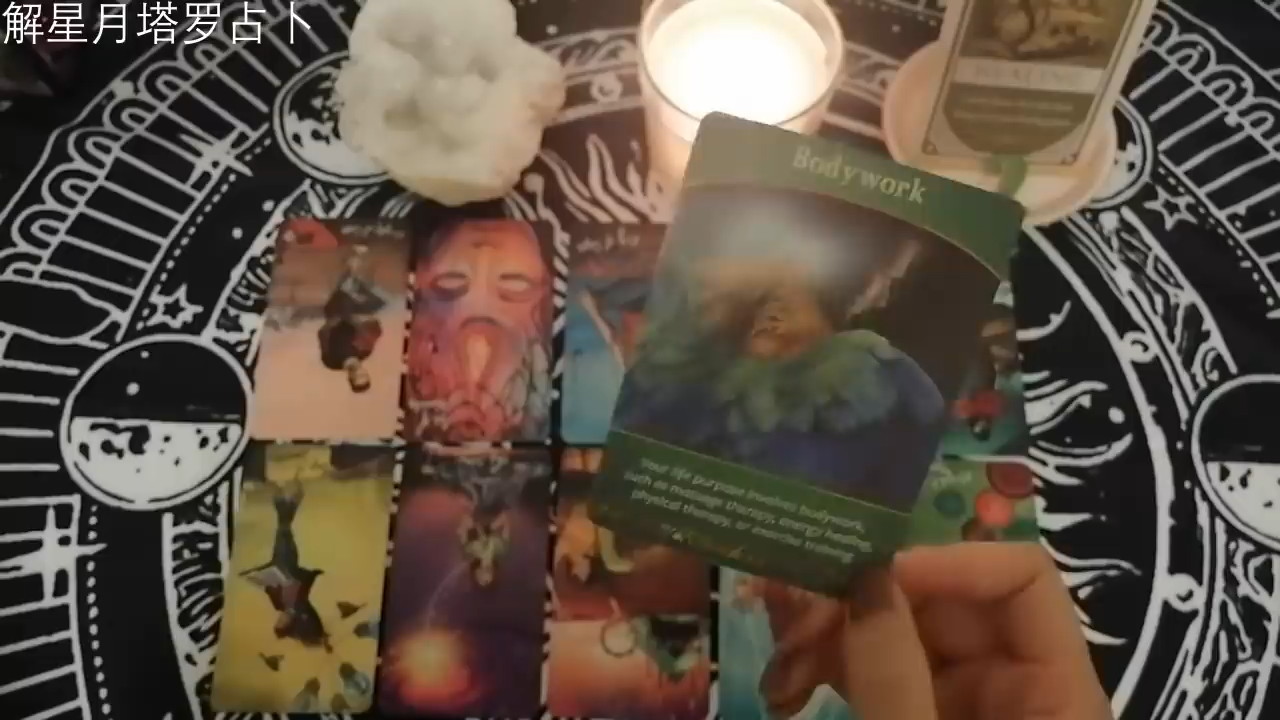 解星月塔罗占卜
HEALING
Bodywork
Your life purpose involves bodywork,
such as massage therapy, energy healing,
physical therapy, or exercise training.